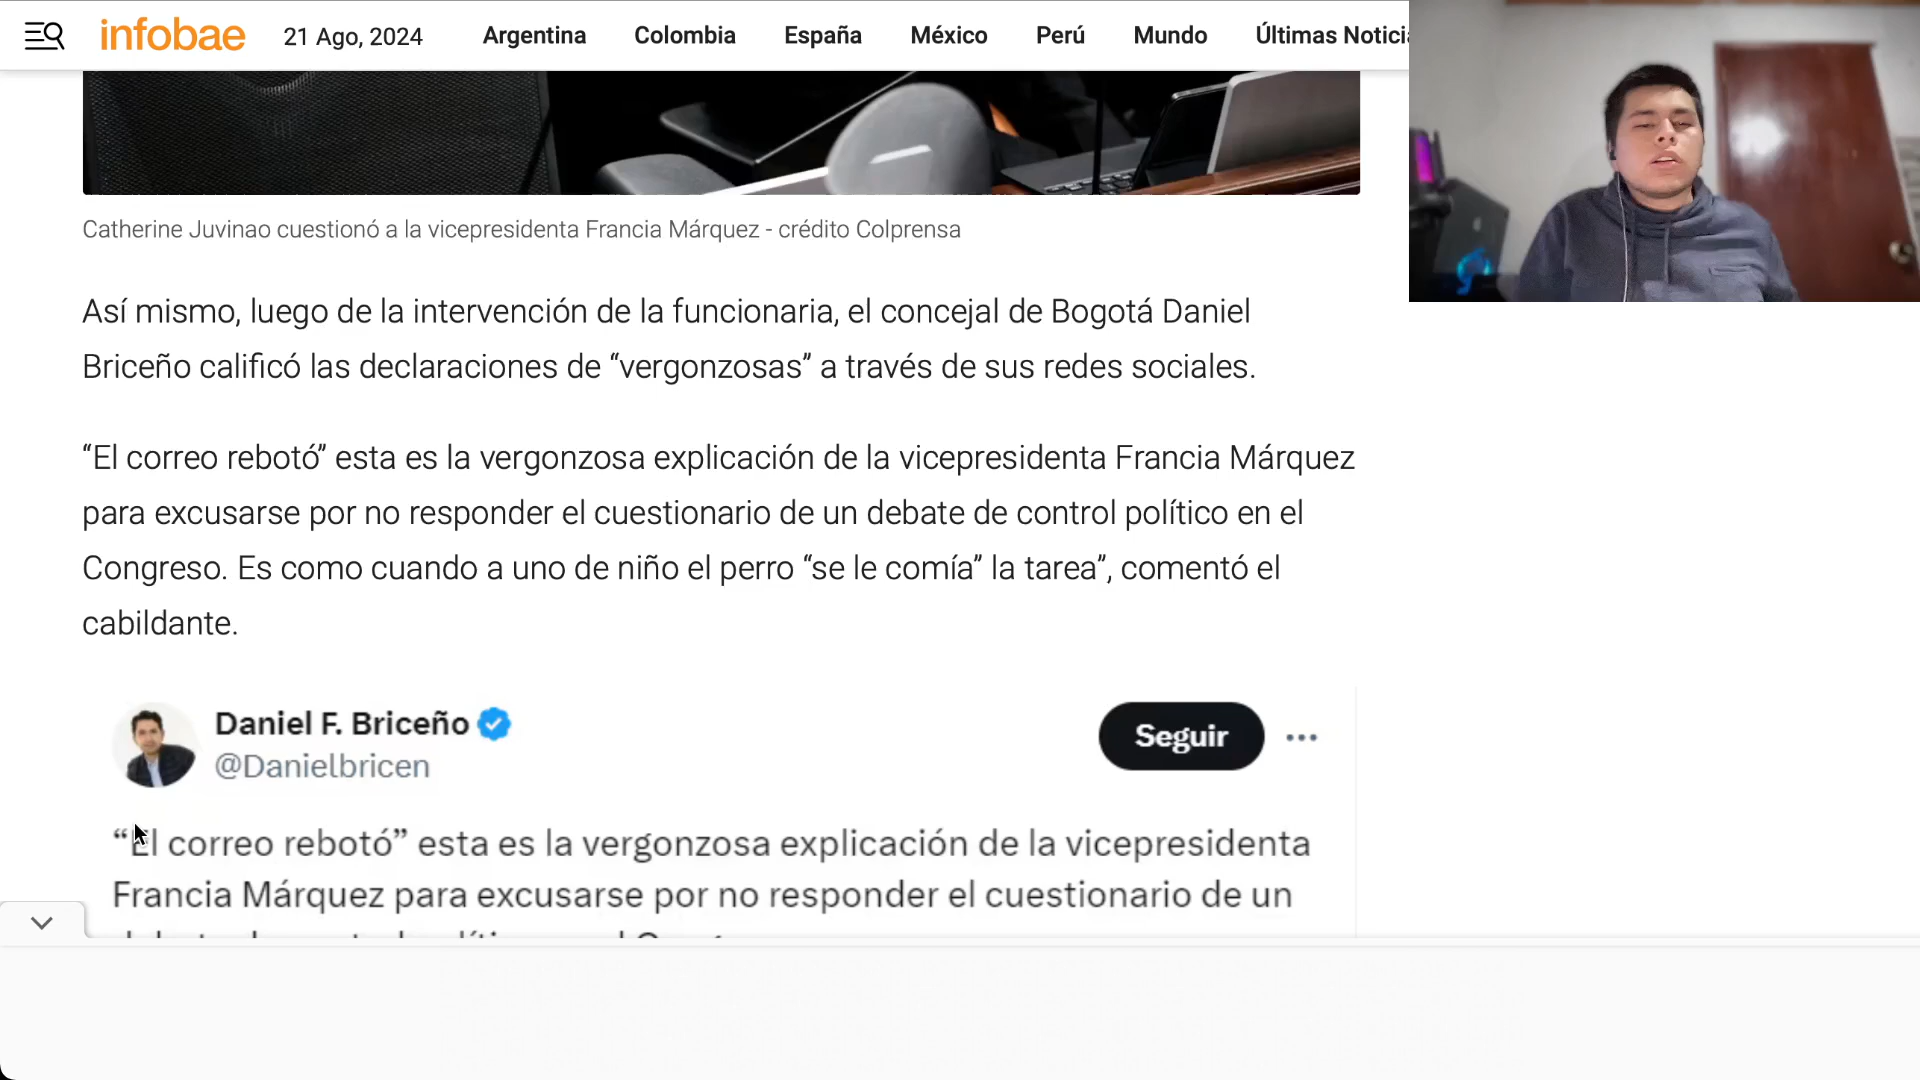 infobae
21 Ago, 2024
Argentina
Colombia
España
México
Perú
Mundo
Últimas
Catherine Juvinao cuestionó a la vicepresidenta Francia Márquez - crédito Colprensa
Así mismo, luego de la intervención de la funcionaria, el concejal de Bogotá Daniel
Briceño calificó las declaraciones de “vergonzosas” a través de sus redes sociales.
“El correo rebotó” esta es la vergonzosa explicación de la vicepresidenta Francia Márquez
para excusarse por no responder el cuestionario de un debate de control político en el
Congreso. Es como cuando a uno de niño el perro “se le comía” la tarea”, comentó el
cabildante.
Daniel F. Briceño
@Danielbricen
Seguir
“El correo rebotó” esta es la vergonzosa explicación de la vicepresidenta
Francia Márquez para excusarse por no responder el cuestionario de un